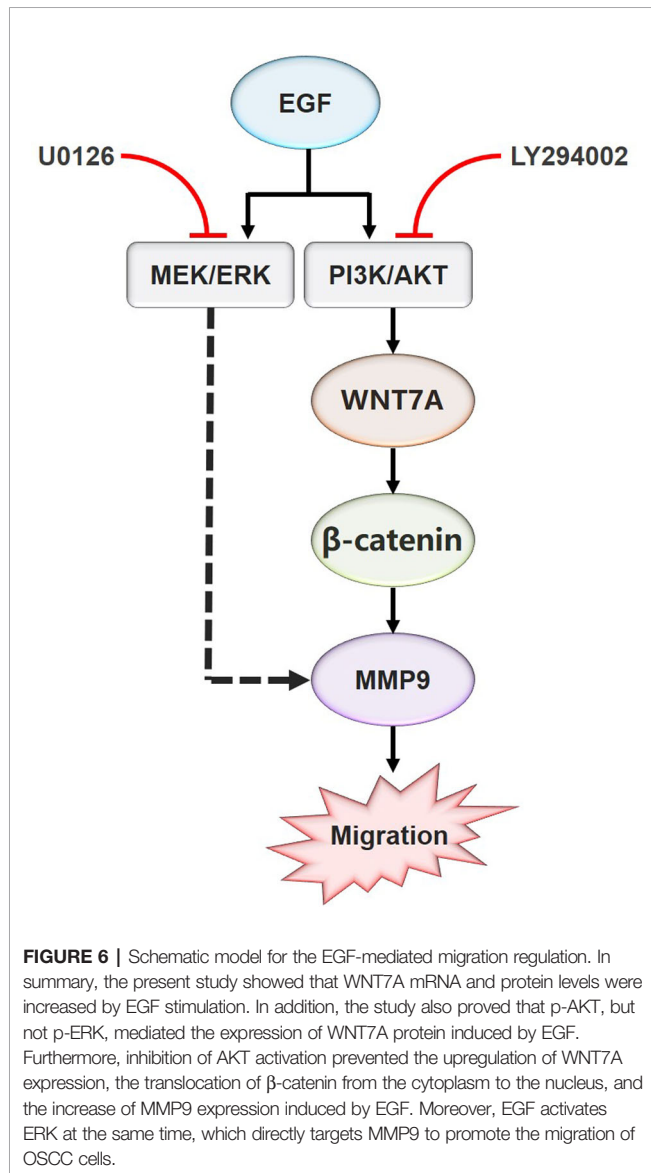 EGF
U0126
LY294002
MEK/ERK
PI3K/AKT
WNT7A
β-catenin
MMP9
Migration
FIGURE 6 | Schematic model for the EGF-mediated migration regulation. In
summary, the present study showed that WNT7A mRNA and protein levels were
increased by EGF stimulation. In addition, the study also proved that p-AKT, but
not p-ERK, mediated the expression of WNT7A protein induced by EGF.
Furthermore, inhibition of AKT activation prevented the upregulation of WNT7A
expression, the translocation of β-catenin from the cytoplasm to the nucleus, and
the increase of MMP9 expression induced by EGF. Moreover, EGF activates
ERK at the same time, which directly targets MMP9 to promote the migration of
OSCC cells.